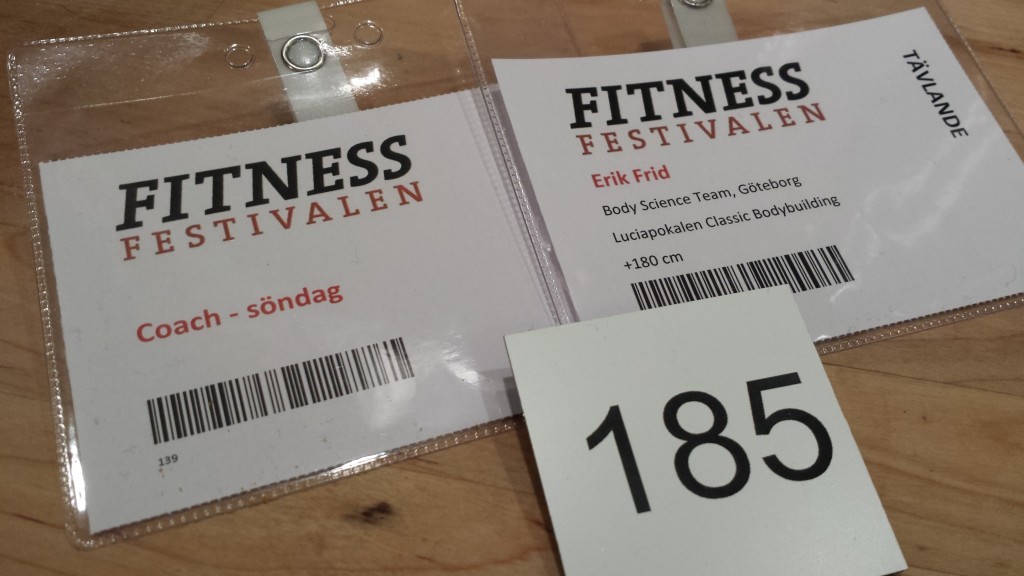 FITNESS
FESTIVALEN
Coach - söndag
139
FITNESS
FESTIVALEN
TÄVLANDE
Erik Frid
Body Science Team, Göteborg
Luciapokalen Classic Bodybuilding
+180 cm
185